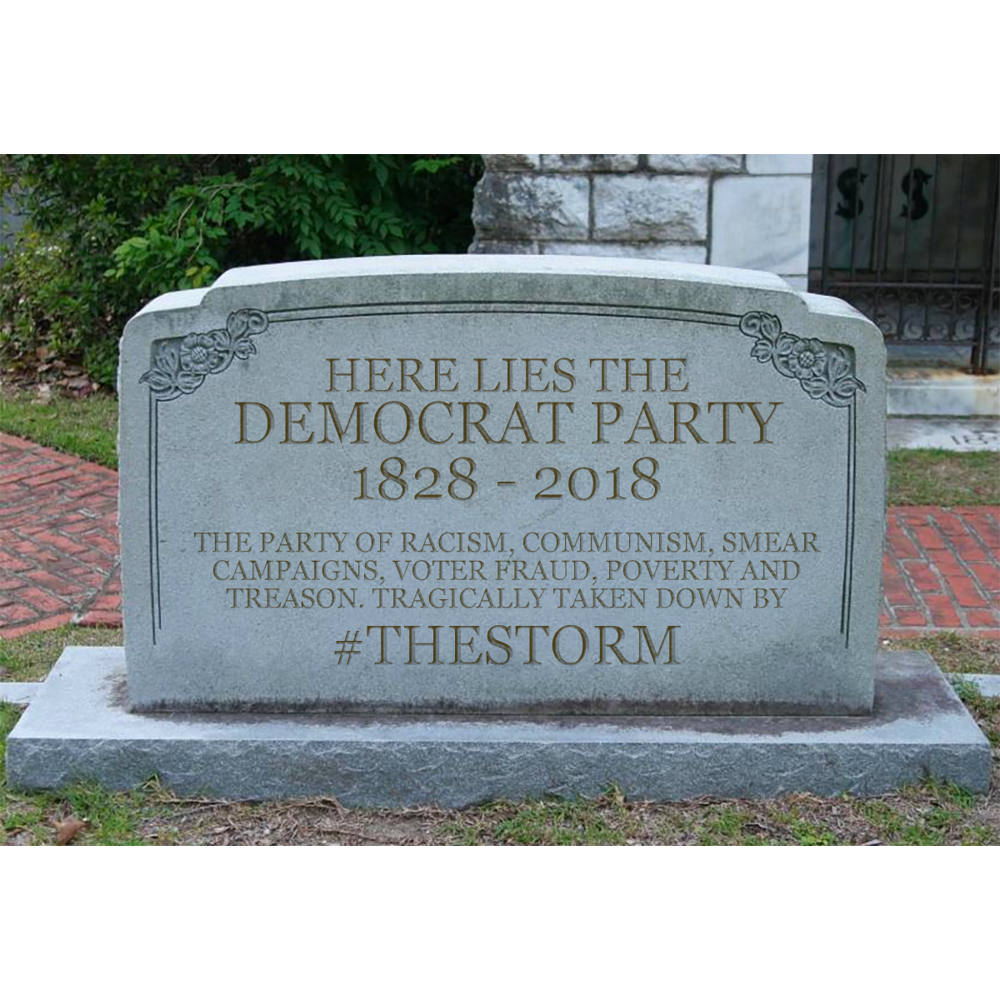 HERE LIES THE
DEMOCRAT PARTY
1828 - 2018
THE PARTY OF RACISM, COMMUNISM, SMEAR
CAMPAIGNS, VOTER FRAUD, POVERTY AND
TREASON. TRAGICALLY TAKEN DOWN BY
#THESTORM